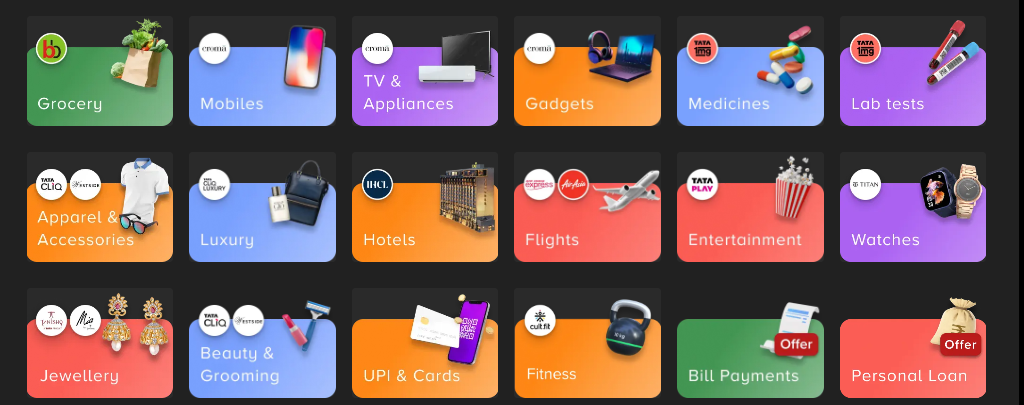 bb
croma
croma
croma
TATA
1mg
TATA
1mg
Grocery
Mobiles
TV &
Appliances
Gadgets
Medicines
Lab tests
TATA
CLiQ
WESTSIDE
TATA
CLiQ
LUXURY
IHCL
express
AirAsia
TATA
PLAY
TITAN
Apparel &
Accessories
Luxury
Hotels
Flights
Entertainment
Watches
TANISHQ
Mia
TATA
CLiQ
WESTSIDE
cult.fit
Offer
Offer
Jewellery
Beauty &
Grooming
UPI & Cards
Fitness
Bill Payments
Personal Loan